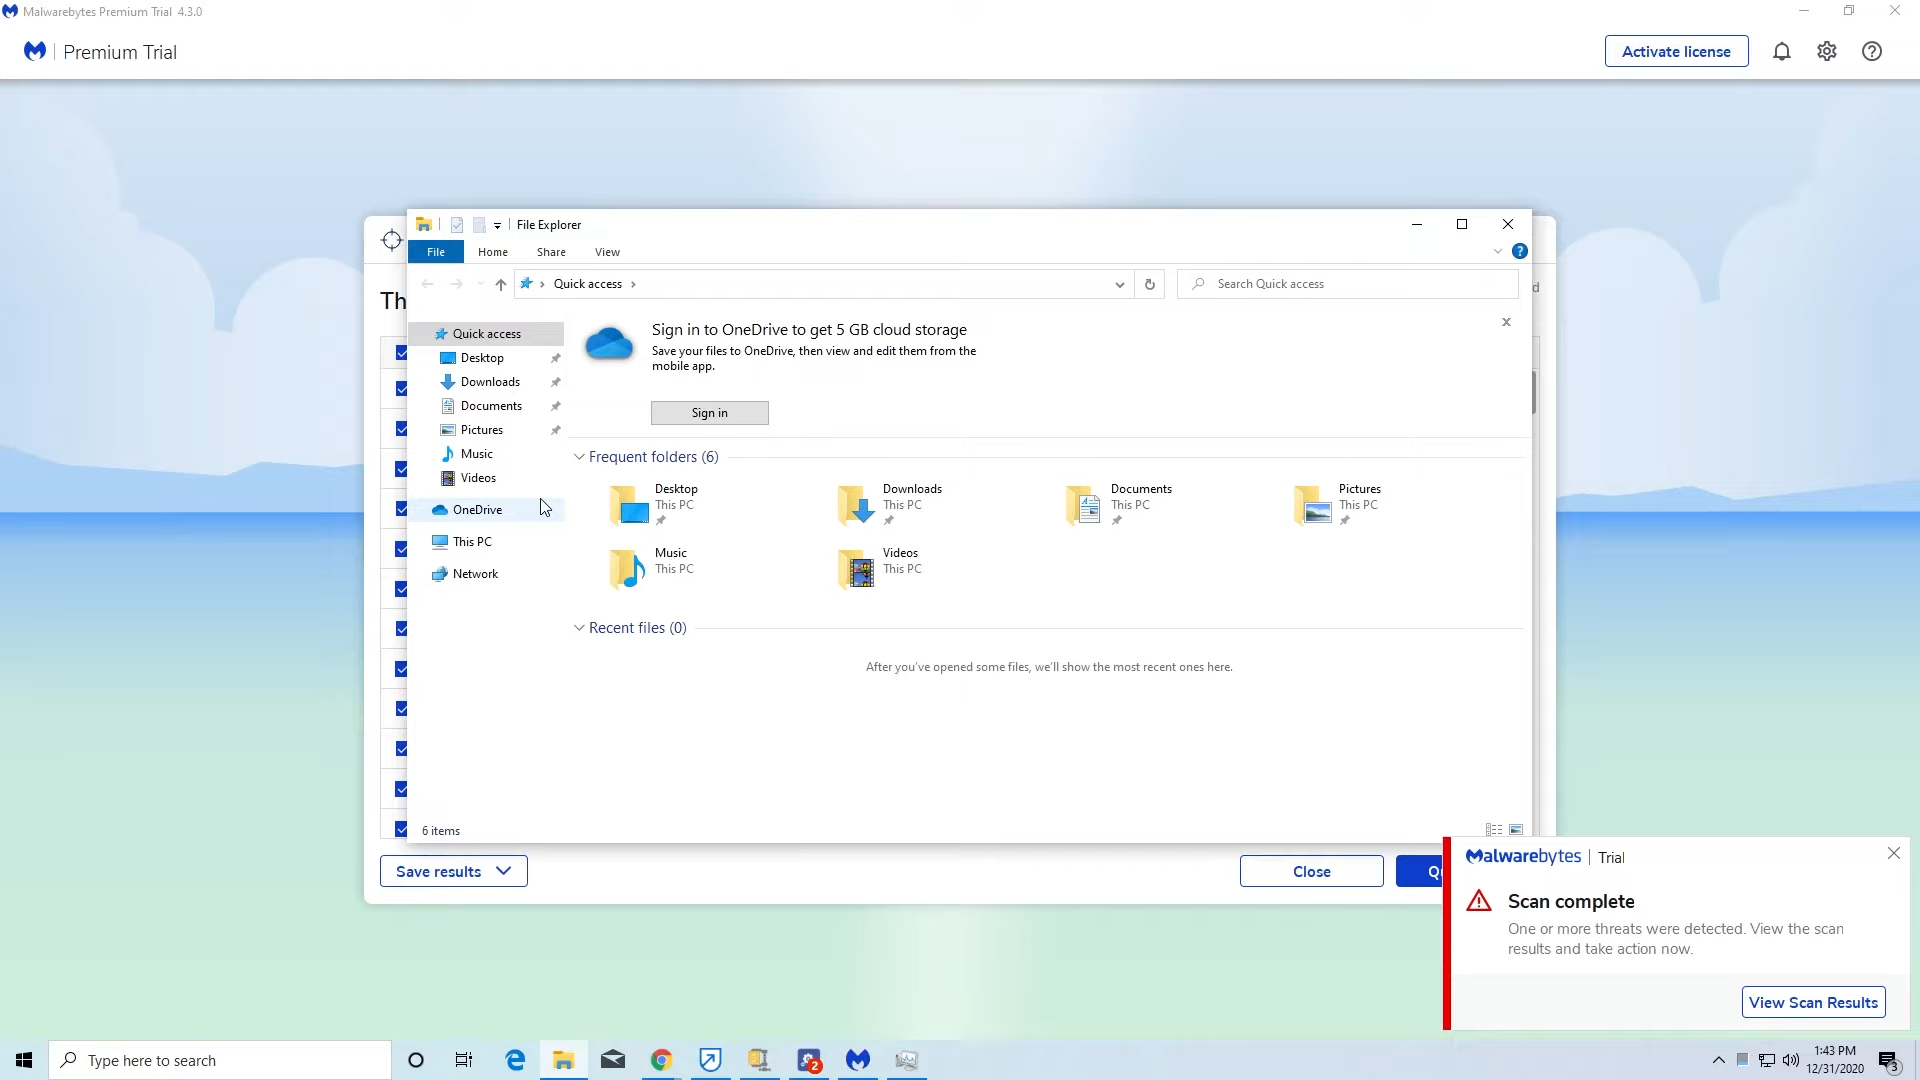 Malwarebytes Premium Trial 4.3.0
Premium Trial
Activate license
File Explorer
File
Home
Share
View
Quick access
Search Quick access
Th
d
Quick access
Desktop
Downloads
Documents
Pictures
Music
Videos
OneDrive
This PC
Network
Sign in to OneDrive to get 5 GB cloud storage
Save your files to OneDrive, then view and edit them from the
mobile app.
Sign in
Frequent folders (6)
Desktop
This PC
Downloads
This PC
Documents
This PC
Pictures
This PC
Music
This PC
Videos
This PC
Recent files (0)
After you've opened some files, we'll show the most recent ones here.
6 items
Save results
Close
Malwarebytes | Trial
Scan complete
One or more threats were detected. View the scan
results and take action now.
View Scan Results
Type here to search
2
1:43 PM
12/31/2020
3